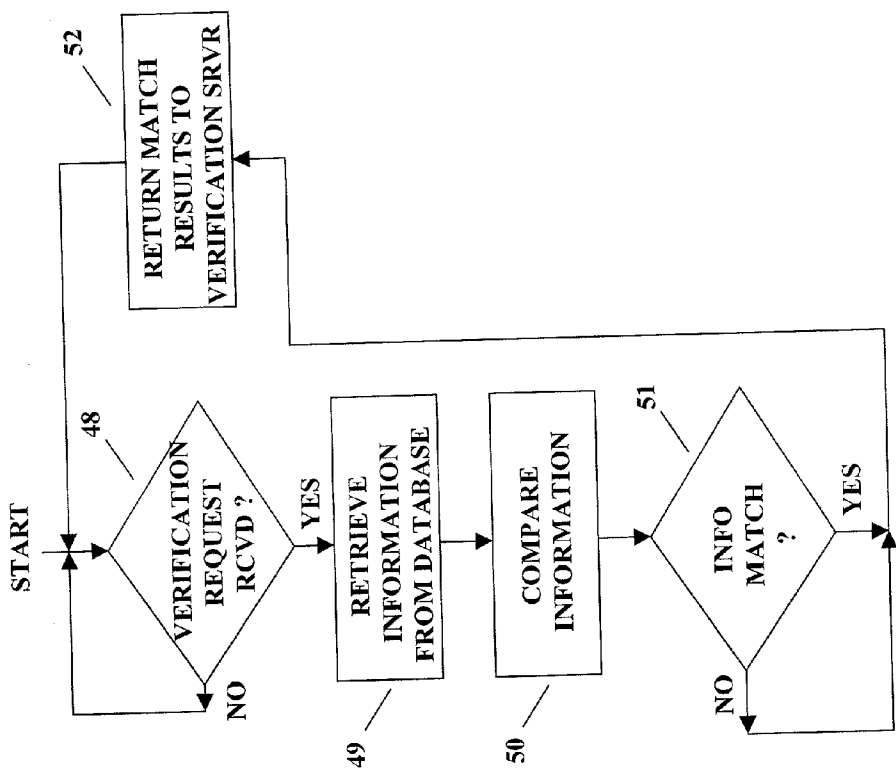 START
48
VERIFICATION
REQUEST
RCVD ?
NO
YES
49
RETRIEVE
INFORMATION
FROM DATABASE
50
COMPARE
INFORMATION
51
INFO
MATCH
?
NO
YES
52
RETURN MATCH
RESULTS TO
VERIFICATION SRVR